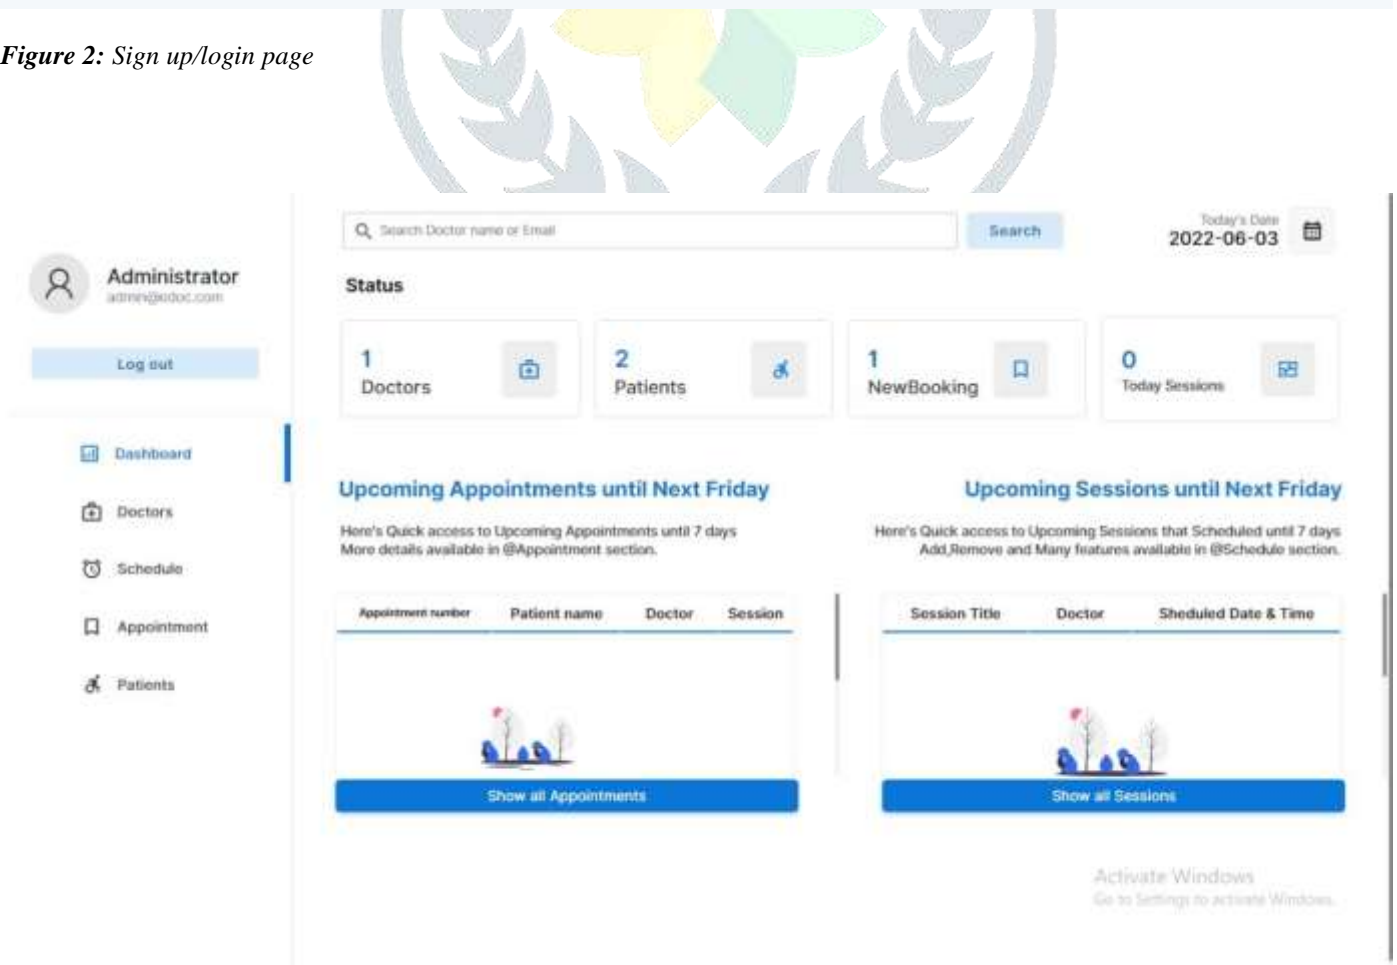 Figure 2: Sign up/login page
Search Doctor name or Email
Search
Today's Date
2022-06-03
Administrator
admin@edoc.com
Log out
Status
1
Doctors
2
Patients
1
NewBooking
0
Today Sessions
Dashboard
Doctors
Schedule
Appointment
Patients
Upcoming Appointments until Next Friday
Here's Quick access to Upcoming Appointments until 7 days
More details available in @Appointment section.
Appointment number Patient name Doctor Session
Show all Appointments
Upcoming Sessions until Next Friday
Here's Quick access to Upcoming Sessions that Scheduled until 7 days
Add,Remove and Many features available in @Schedule section.
Session Title Doctor Sheduled Date & Time
Show all Sessions
Activate Windows
Go to Settings to activate Windows.